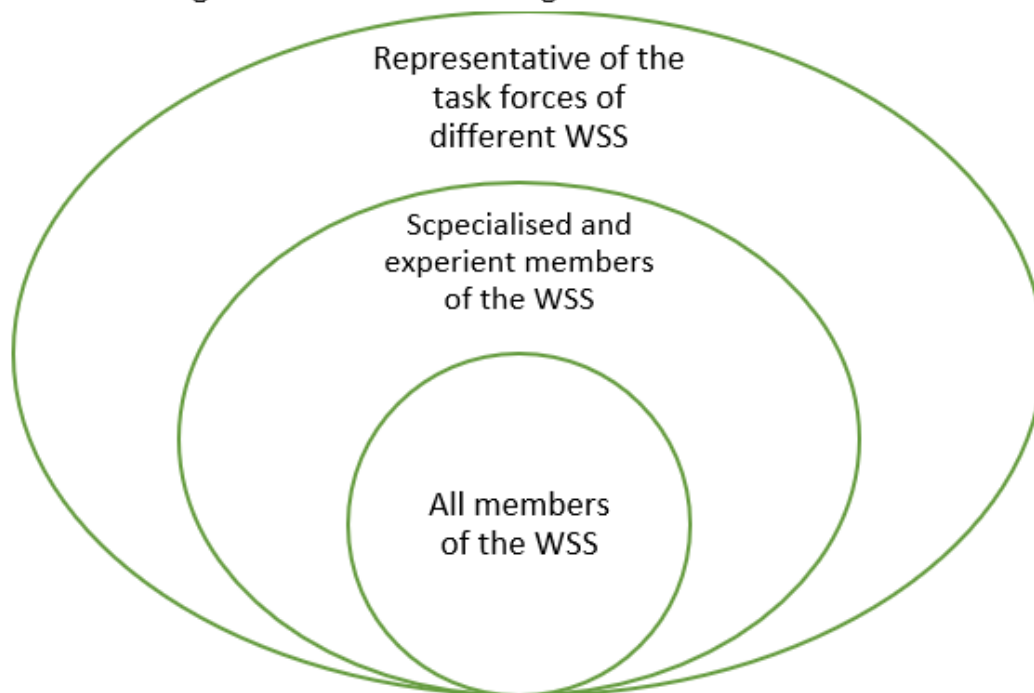 Representative of the
task forces of
different WSS
Scpecialised and
experient members
of the WSS
All members
of the WSS